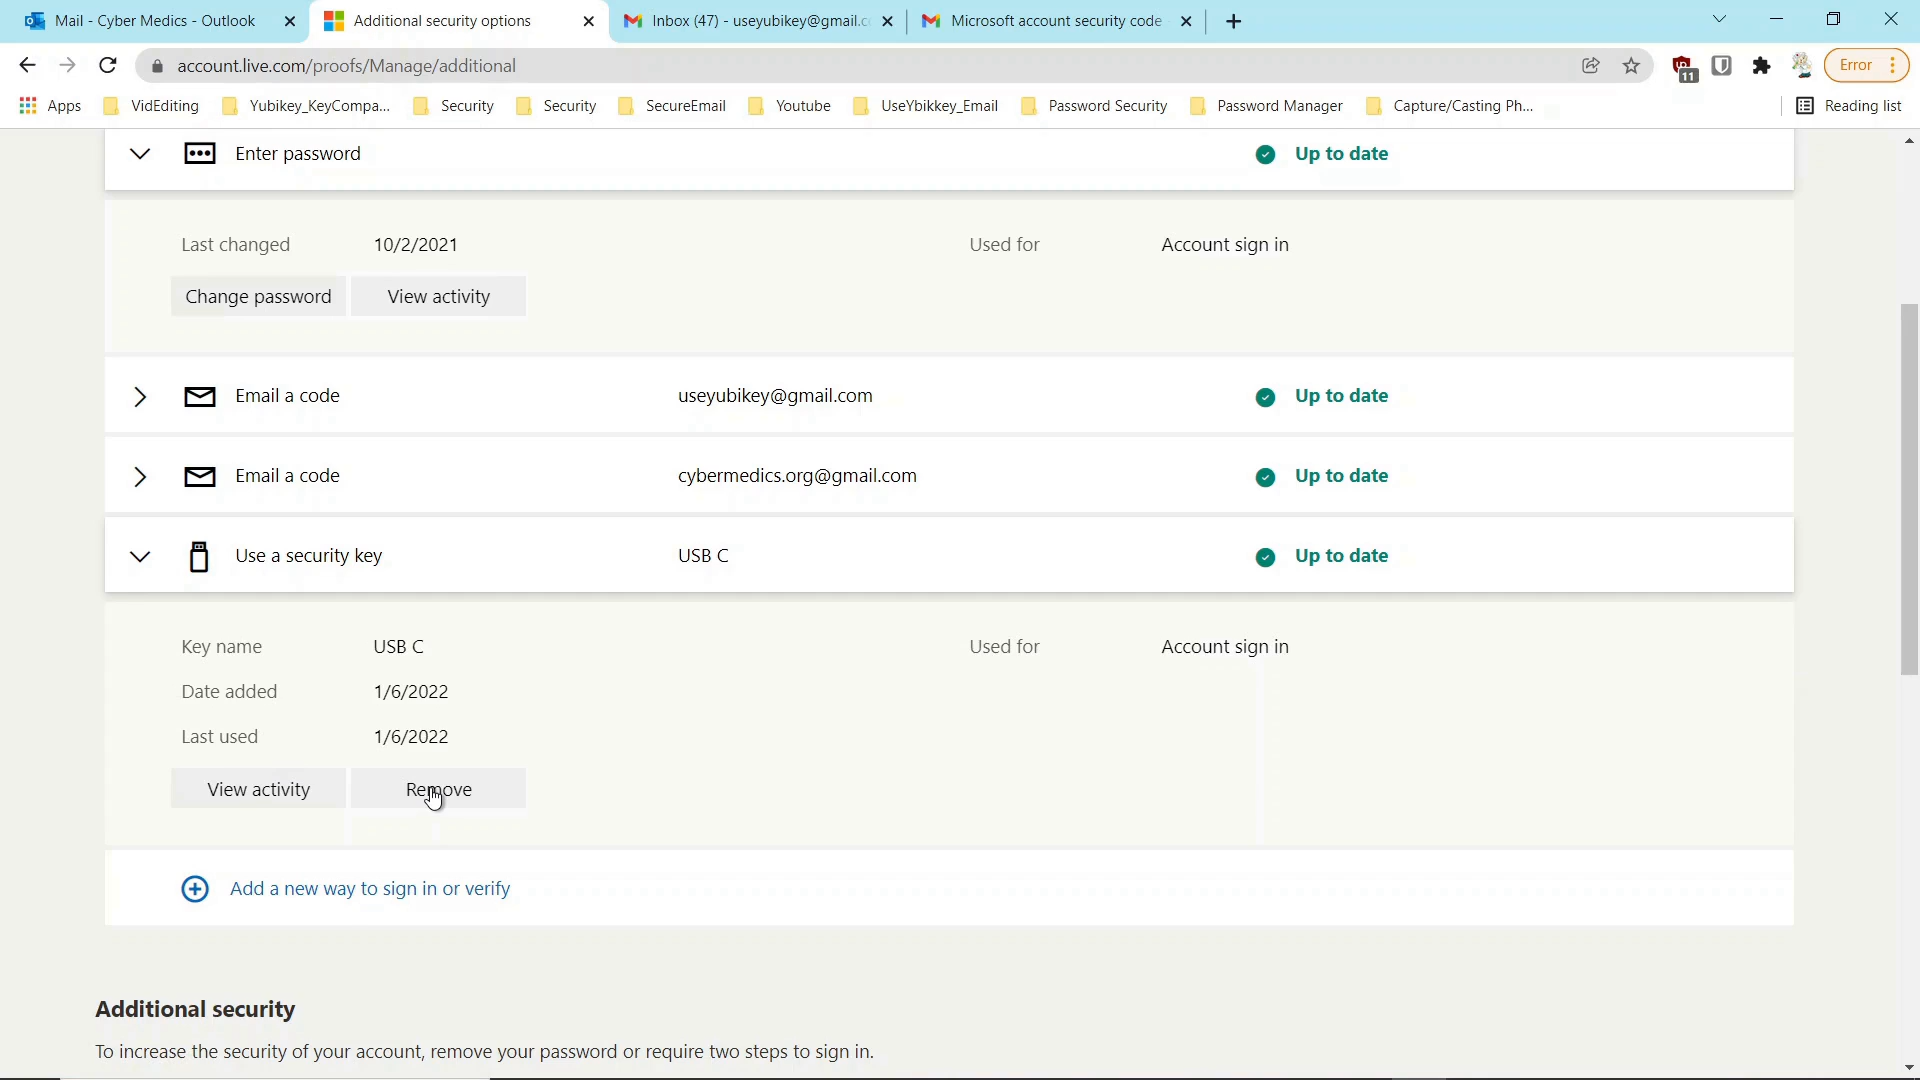 Mail - Cyber Medics - Outlook
Additional security options
Inbox (47) - useyubikey@gmail.c
Microsoft account security code
account.live.com/proofs/Manage/additional
11
Error
Apps
VidEditing
Yubikey_KeyCompa...
Security
Security
SecureEmail
Youtube
UseYbikkey_Email
Password Security
Password Manager
Capture/Casting Ph...
Reading list
Enter password
Up to date
Last changed
10/2/2021
Used for
Account sign in
Change password
View activity
Email a code
useyubikey@gmail.com
Up to date
Email a code
cybermedics.org@gmail.com
Up to date
Use a security key
USB C
Up to date
Key name
USB C
Used for
Account sign in
Date added
1/6/2022
Last used
1/6/2022
View activity
Remove
Add a new way to sign in or verify
Additional security
To increase the security of your account, remove your password or require two steps to sign in.